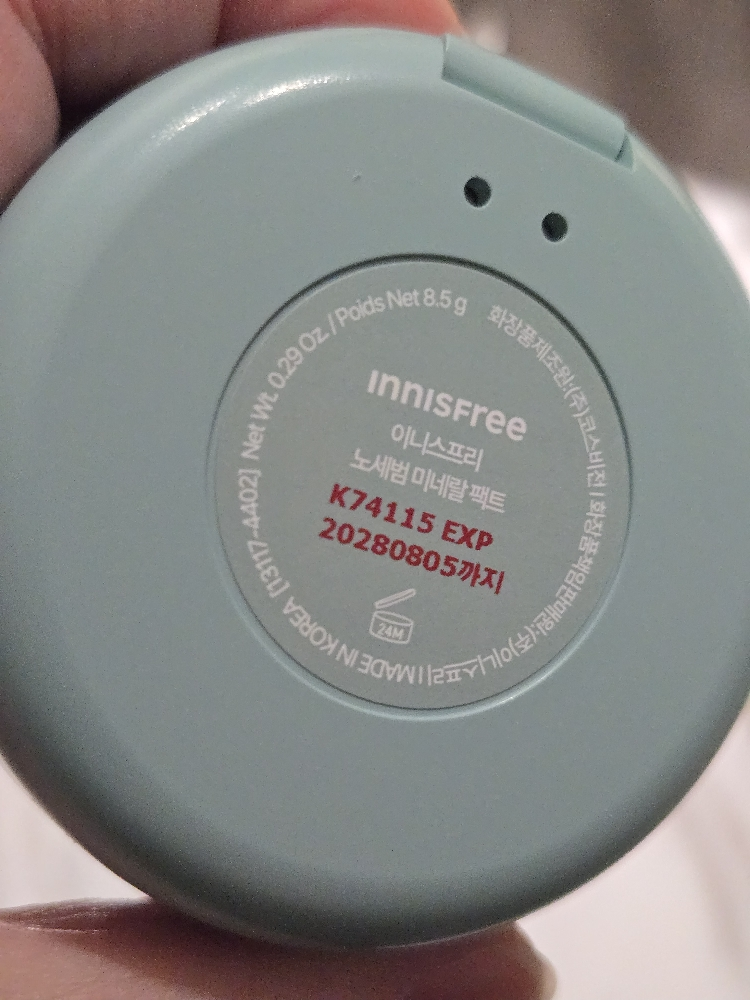 INNISFree
이니스프리
노세범 미네랄 팩트
K74115 EXP
20280805까지
24M
Net Wt. 0.29 Oz / Poids Net 8.5 g
화장품제조원:(주)코스비전 | 화장품책임판매원:(주)이니스프리 | MADE IN KOREA [13117-4402]